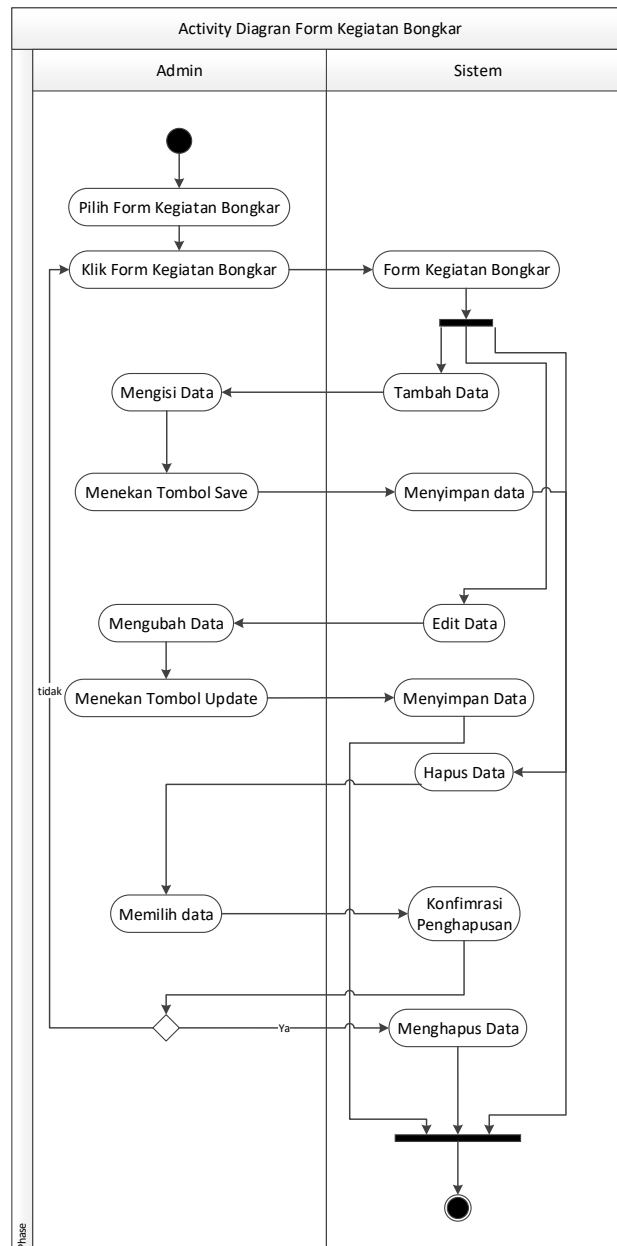 Activity Diagran Form Kegiatan Bongkar
Admin
Sistem
Pilih Form Kegiatan Bongkar
Klik Form Kegiatan Bongkar
Form Kegiatan Bongkar
Mengisi Data
Tambah Data
Menekan Tombol Save
Menyimpan data
Mengubah Data
Edit Data
tidak
Menekan Tombol Update
Menyimpan Data
Hapus Data
Memilih data
Konfimrasi
Penghapusan
Ya
Menghapus Data
Phase